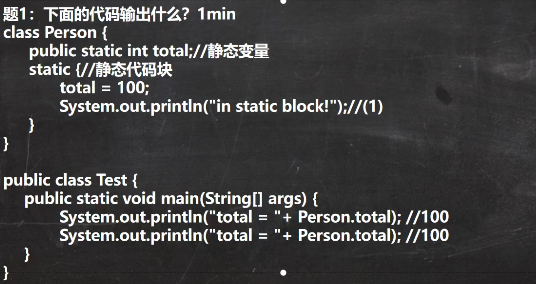 题1：下面的代码输出什么？1min
class Person {
public static int total;//静态变量
static {//静态代码块
total = 100;
System.out.println("in static block!");//(1)
}
}
public class Test {
public static void main(String[] args) {
System.out.println("total = "+ Person.total); //100
System.out.println("total = "+ Person.total); //100
}
}